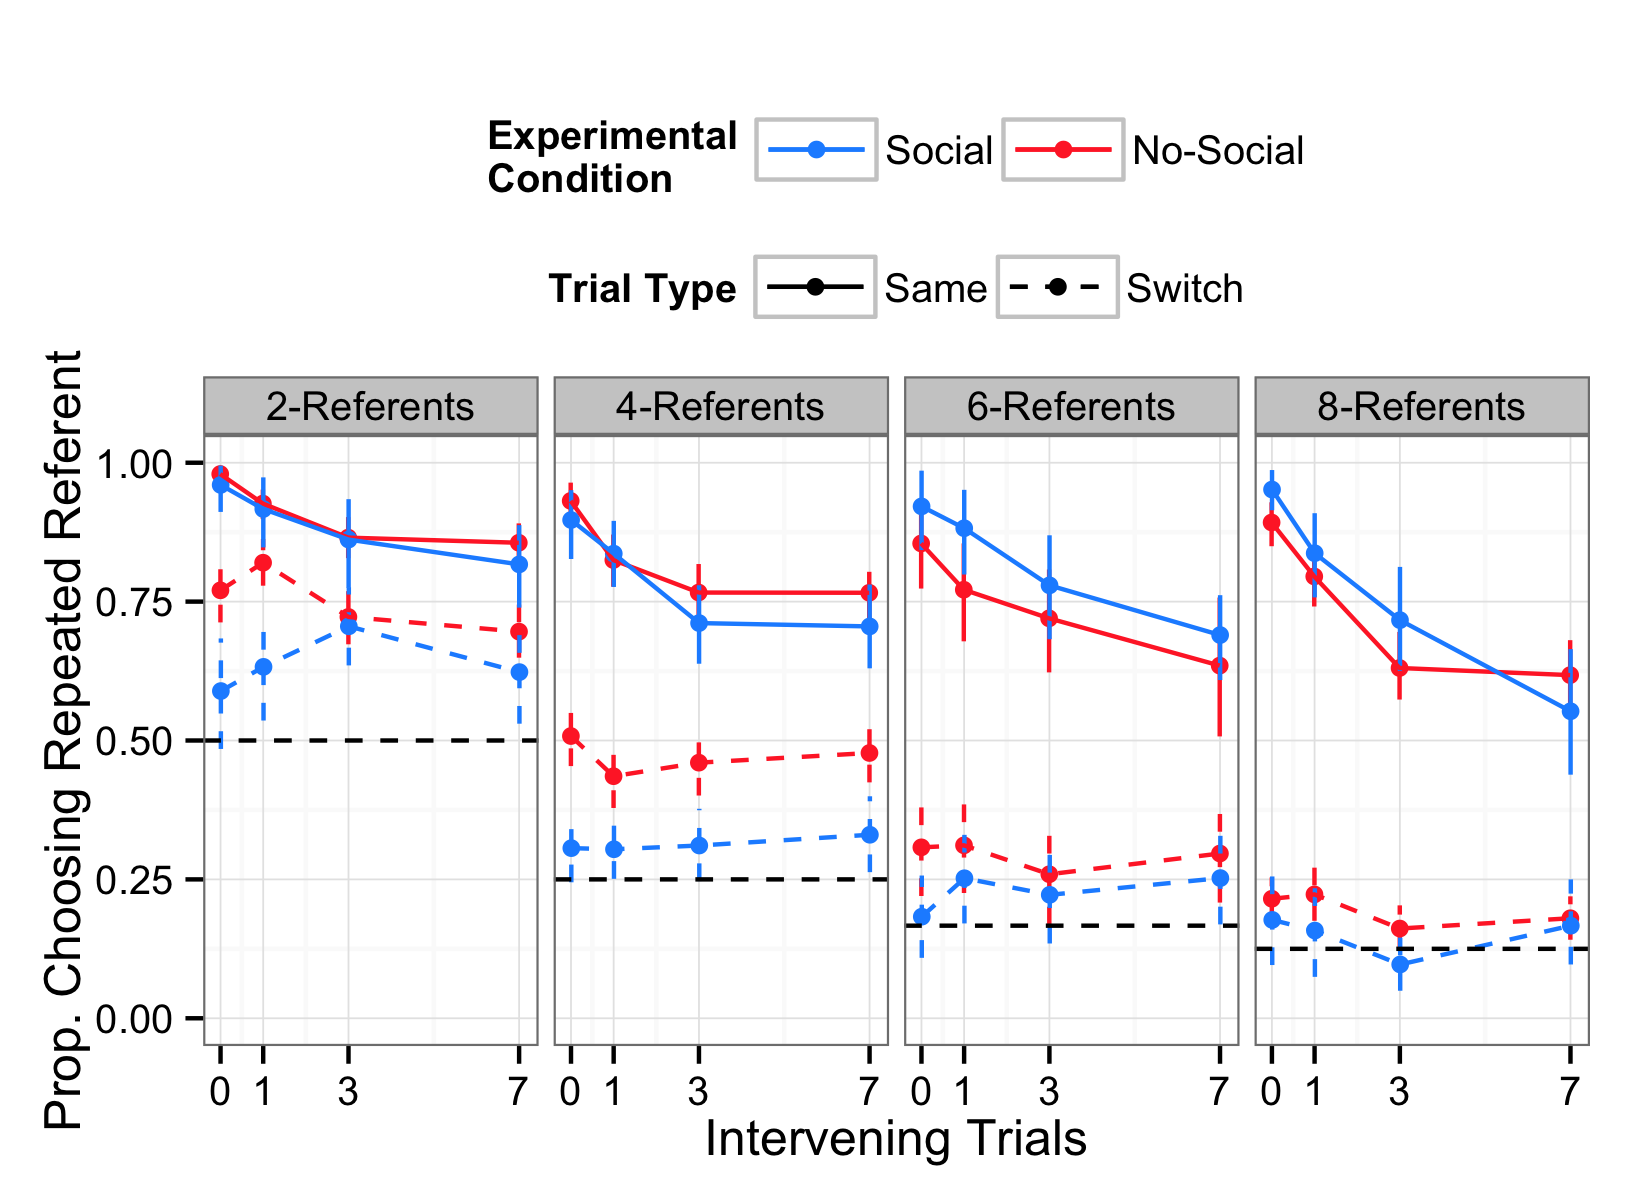 Experimental
Condition
Social
No-Social
Trial Type
Same
Switch
Prop. Choosing Repeated Referent
2-Referents
4-Referents
6-Referents
8-Referents
1.00
0.75
0.50
0.25
0.00
0 1 3 7
0 1 3 7
0 1 3 7
0 1 3 7
Intervening Trials